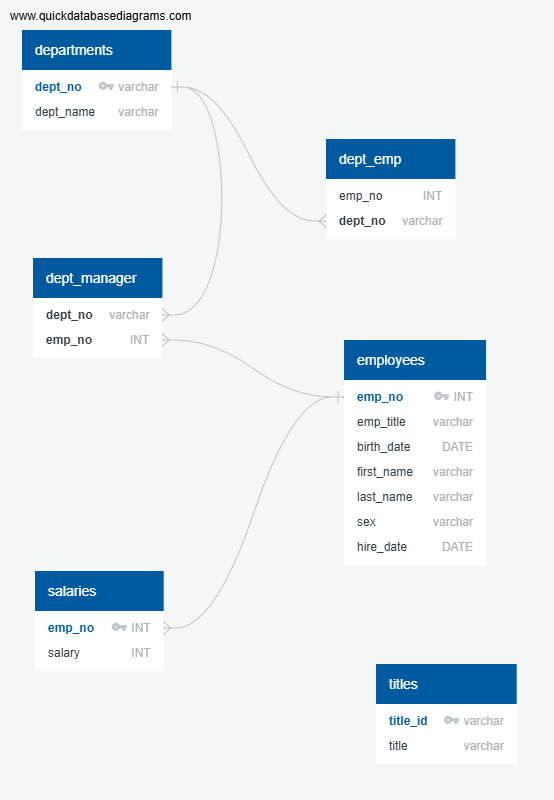 www.quickdatabasediagrams.com
departments
dept_no varchar
dept_name varchar
dept_emp
emp_no INT
dept_no varchar
dept_manager
dept_no varchar
emp_no INT
employees
emp_no INT
emp_title varchar
birth_date DATE
first_name varchar
last_name varchar
sex varchar
hire_date DATE
salaries
emp_no INT
salary INT
titles
title_id varchar
title varchar